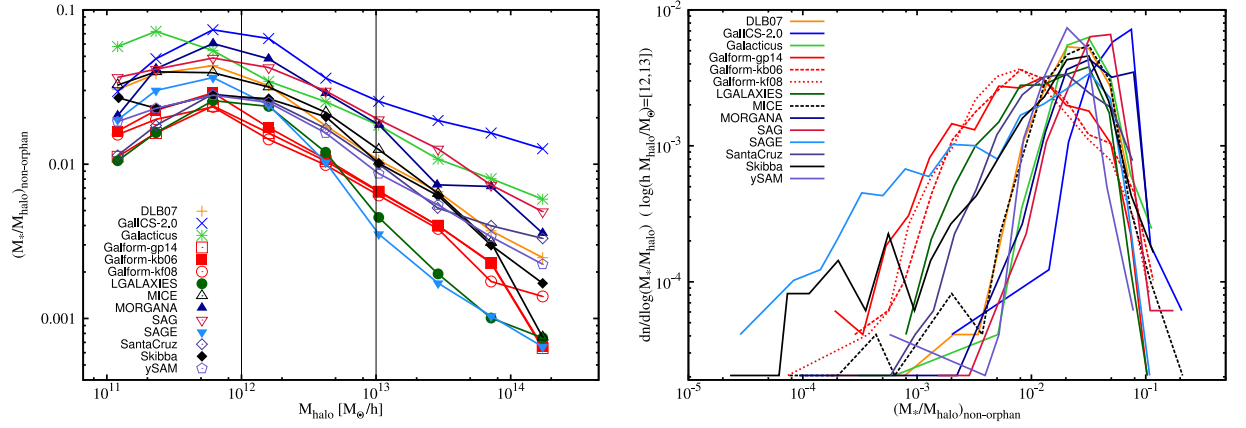 0.1
0.01
0.001
(M*/Mhalo)non-orphan
DLB07
GalICS-2.0
Galacticus
Galform-gp14
Galform-kb06
Galform-kf08
LGALAXIES
MICE
MORGANA
SAG
SAGE
SantaCruz
Skibba
ySAM
10^11
10^12
10^13
10^14
Mhalo [M⊙/h]
10^-2
10^-3
10^-4
dn/dlog(M*/Mhalo) ( log(h Mhalo/M⊙=[12,13])
DLB07
GalICS-2.0
Galacticus
Galform-gp14
Galform-kb06
Galform-kf08
LGALAXIES
MICE
MORGANA
SAG
SAGE
SantaCruz
Skibba
ySAM
10^-5
10^-4
10^-3
10^-2
10^-1
(M*/Mhalo)non-orphan